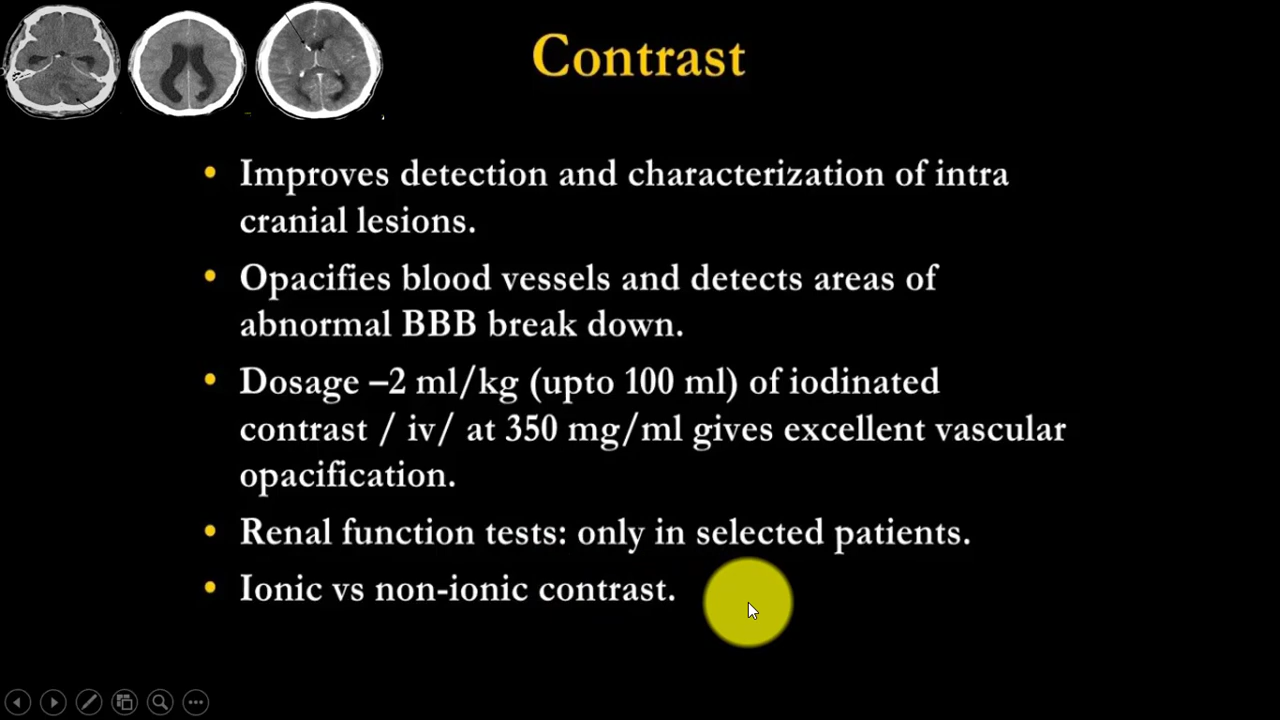 Contrast
• Improves detection and characterization of intra
cranial lesions.
• Opacifies blood vessels and detects areas of
abnormal BBB break down.
• Dosage –2 ml/kg (upto 100 ml) of iodinated
contrast / iv/ at 350 mg/ml gives excellent vascular
opacification.
• Renal function tests: only in selected patients.
• Ionic vs non-ionic contrast.